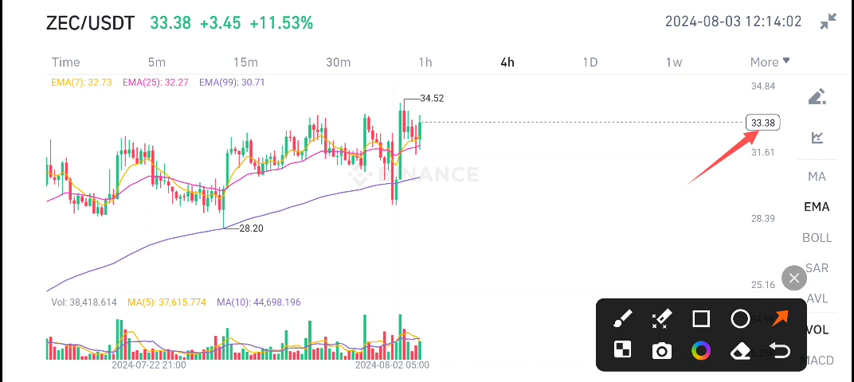 ZEC/USDT 33.38 +3.45 +11.53% 2024-08-03 12:14:02
Time 5m 15m 30m 1h 4h 1D 1w More
EMA(7): 32.73 EMA(25): 32.27 EMA(99): 30.71
34.84
34.52
33.38
31.61
BINANCE
MA
EMA
28.39
28.20
BOLL
SAR
25.16
AVL
Vol: 38,418.614 MA(5): 37,615.774 MA(10): 44,698.196
VOL
MACD
2024-07-22 21:00 2024-08-02 05:00